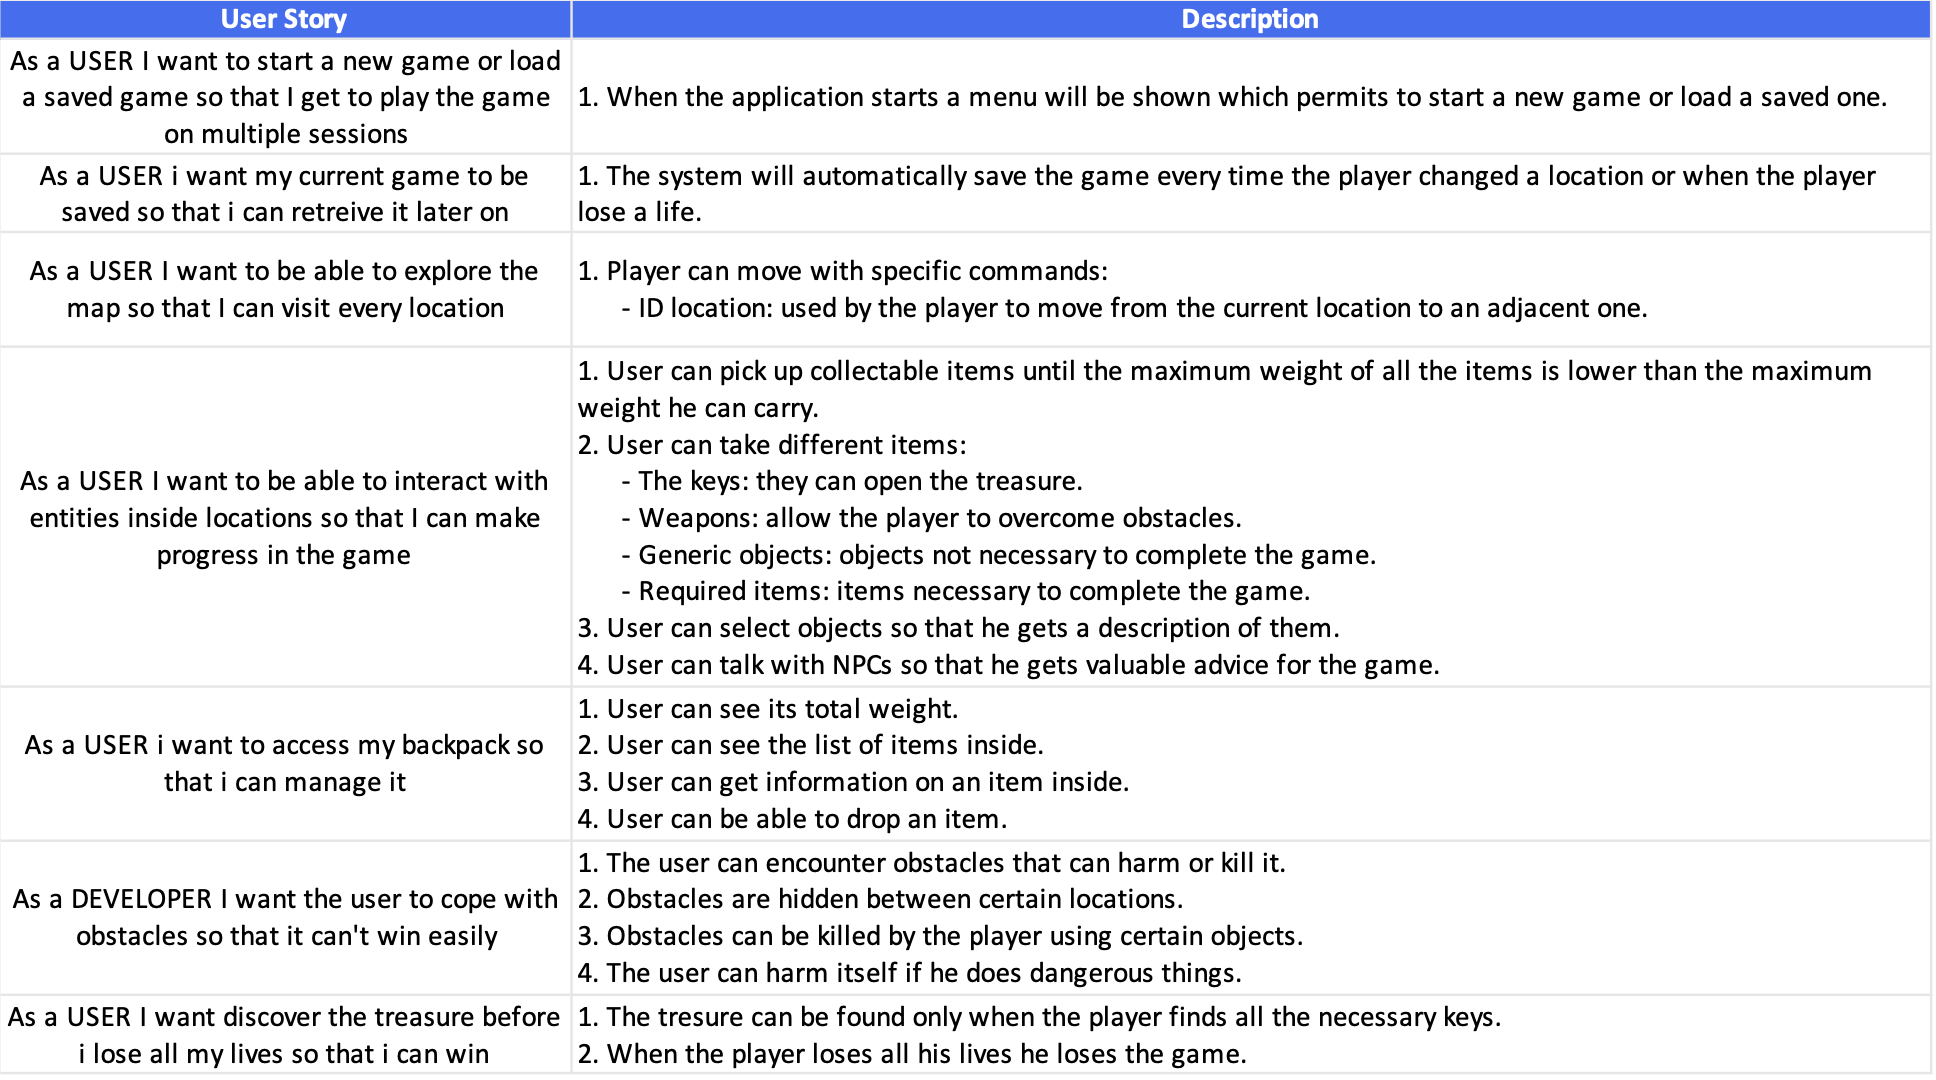 User Story
Description
As a USER I want to start a new game or load
a saved game so that I get to play the game
on multiple sessions
1. When the application starts a menu will be shown which permits to start a new game or load a saved one.
As a USER i want my current game to be
saved so that i can retreive it later on
1. The system will automatically save the game every time the player changed a location or when the player
lose a life.
As a USER I want to be able to explore the
map so that I can visit every location
1. Player can move with specific commands:
- ID location: used by the player to move from the current location to an adjacent one.
As a USER I want to be able to interact with
entities inside locations so that I can make
progress in the game
1. User can pick up collectable items until the maximum weight of all the items is lower than the maximum
weight he can carry.
2. User can take different items:
- The keys: they can open the treasure.
- Weapons: allow the player to overcome obstacles.
- Generic objects: objects not necessary to complete the game.
- Required items: items necessary to complete the game.
3. User can select objects so that he gets a description of them.
4. User can talk with NPCs so that he gets valuable advice for the game.
As a USER i want to access my backpack so
that i can manage it
1. User can see its total weight.
2. User can see the list of items inside.
3. User can get information on an item inside.
4. User can be able to drop an item.
As a DEVELOPER I want the user to cope with
obstacles so that it can't win easily
1. The user can encounter obstacles that can harm or kill it.
2. Obstacles are hidden between certain locations.
3. Obstacles can be killed by the player using certain objects.
4. The user can harm itself if he does dangerous things.
As a USER I want discover the treasure before
i lose all my lives so that i can win
1. The tresure can be found only when the player finds all the necessary keys.
2. When the player loses all his lives he loses the game.